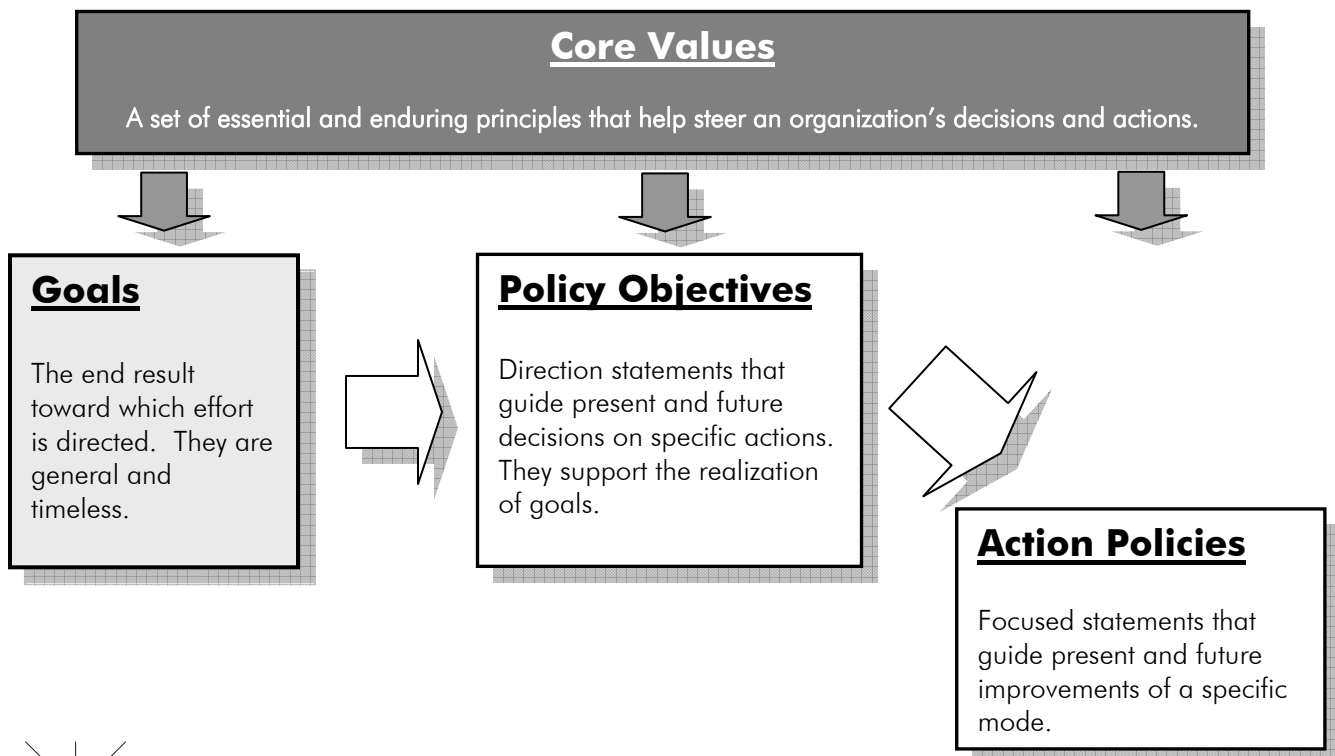 Core Values
A set of essential and enduring principles that help steer an organization's decisions and actions.
Goals
The end result
toward which effort
is directed.  They are
general and
timeless.
Policy Objectives
Direction statements that
guide present and future
decisions on specific actions.
They support the realization
of goals.
Action Policies
Focused statements that
guide present and future
improvements of a specific
mode.